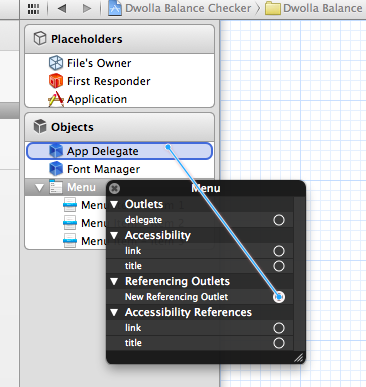 Dwolla Balance Checker
Dwolla Balance
Placeholders
File's Owner
First Responder
Application
Objects
App Delegate
Font Manager
Menu
Menu
Menu
Menu
Menu
Outlets
delegate
Accessibility
link
title
Referencing Outlets
New Referencing Outlet
Accessibility References
link
title